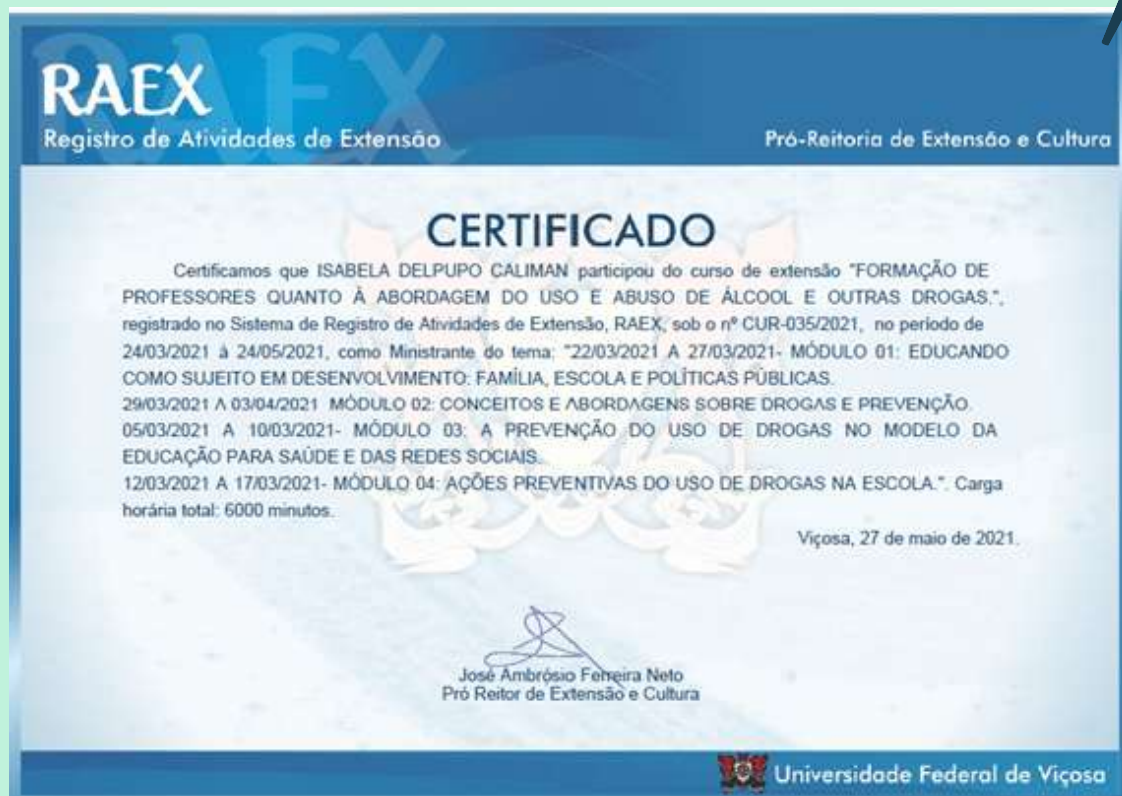 RAEX
Registro de Atividades de Extensão
Pró-Reitoria de Extensão e Cultura
CERTIFICADO
Certificamos que ISABELA DELPUPO CALIMAN participou do curso de extensão "FORMAÇÃO DE
PROFESSORES QUANTO À ABORDAGEM DO USO E ABUSO DE ÁLCOOL E OUTRAS DROGAS.",
registrado no Sistema de Registro de Atividades de Extensão, RAEX, sob o nº CUR-035/2021, no período de
24/03/2021 à 24/05/2021, como Ministrante do tema: "22/03/2021 A 27/03/2021- MÓDULO 01: EDUCANDO
COMO SUJEITO EM DESENVOLVIMENTO: FAMÍLIA, ESCOLA E POLÍTICAS PÚBLICAS.
29/03/2021 A 03/04/2021 MÓDULO 02: CONCEITOS E ABORDAGENS SOBRE DROGAS E PREVENÇÃO.
05/03/2021 A 10/03/2021- MÓDULO 03: A PREVENÇÃO DO USO DE DROGAS NO MODELO DA
EDUCAÇÃO PARA SAÚDE E DAS REDES SOCIAIS.
12/03/2021 A 17/03/2021- MÓDULO 04: AÇÕES PREVENTIVAS DO USO DE DROGAS NA ESCOLA.". Carga
horária total: 6000 minutos.
Viçosa, 27 de maio de 2021.
José Ambrósio Ferreira Neto
Pró Reitor de Extensão e Cultura
Universidade Federal de Viçosa